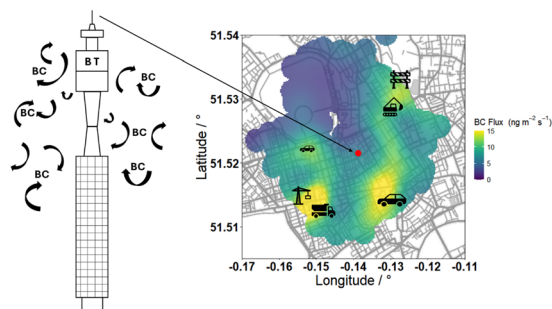 BT
BC
BC
BC
BC
BC
BC
51.54
51.53
51.52
51.51
Latitude / °
-0.17 -0.16 -0.15 -0.14 -0.13 -0.12 -0.11
Longitude / °
BC Flux (ng m⁻² s⁻¹)
15
10
5
0